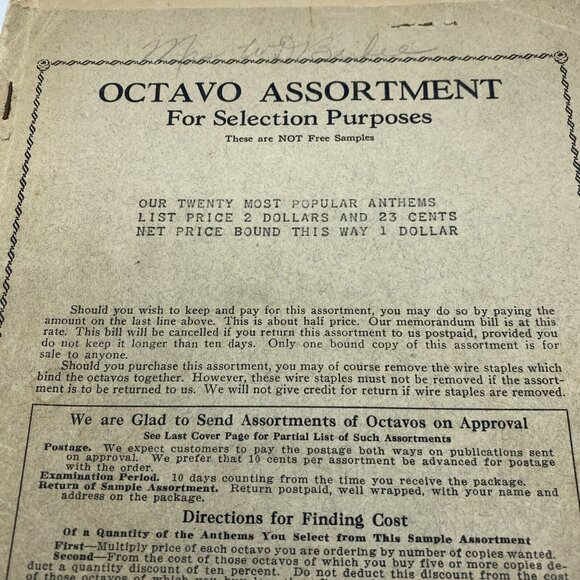 Mrs. W D
OCTAVO ASSORTMENT
For Selection Purposes
These are NOT Free Samples
OUR TWENTY MOST POPULAR ANTHEMS
LIST PRICE 2 DOLLARS AND 23 CENTS
NET PRICE BOUND THIS WAY 1 DOLLAR
Should you wish to keep and pay for this assortment, you may do so by paying the
amount on the last line above. This is about half price. Our memorandum bill is at this
rate. This bill will be cancelled if you return this assortment to us postpaid, provided you
do not keep it longer than ten days. Only one bound copy of this assortment is for
sale to anyone.
Should you purchase this assortment, you may of course remove the wire staples which
bind the octavos together. However, these wire staples must not be removed if the assort-
ment is to be returned to us. We will not give credit for return if wire staples are removed.
We are Glad to Send Assortments of Octavos on Approval
See Last Cover Page for Partial List of Such Assortments
Postage. We expect customers to pay the postage both ways on publications sent
on approval. We prefer that 10 cents per assortment be advanced for postage
with the order.
Examination Period. 10 days counting from the time you receive the package.
Return of Sample Assortment. Return postpaid, well wrapped, with your name and
address on the package.
Directions for Finding Cost
Of a Quantity of the Anthems You Select from This Sample Assortment
First—Multiply price of each octavo you are ordering by number of copies wanted.
Second—From the cost of those octavos of which you buy five or more copies de-
duct a quantity discount of ten percent. Do not deduct this discount from the cost
of those octavos of which you buy